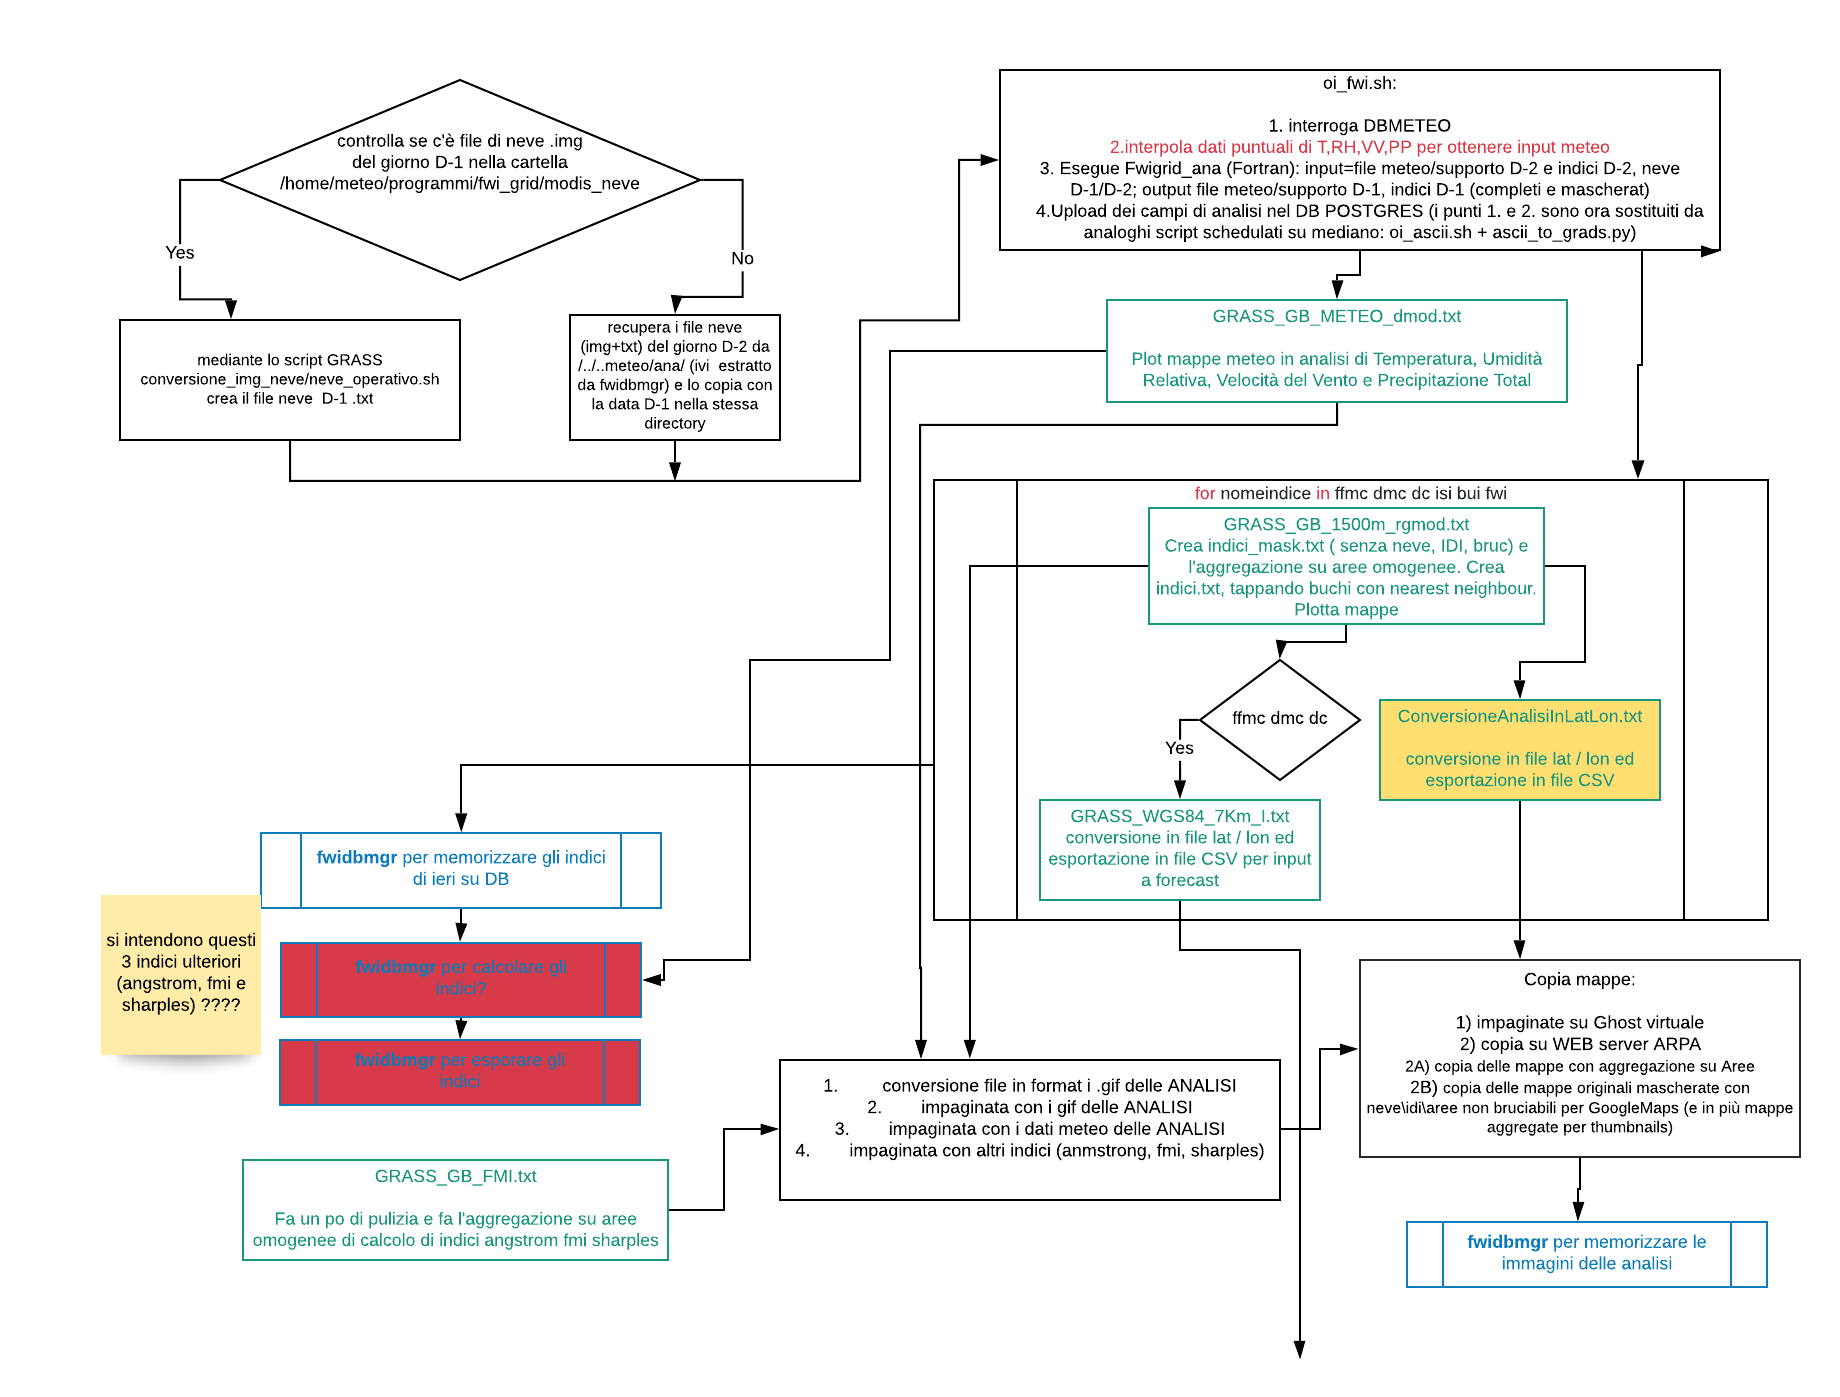 controlla se c'è file di neve .img
del giorno D-1 nella cartella
/home/meteo/programmi/fwi_grid/modis_neve
Yes
No
mediante lo script GRASS
conversione_img_neve/neve_operativo.sh
crea il file neve  D-1 .txt
recupera i file neve
(img+txt) del giorno D-2 da
/../..meteo/ana/ (ivi  estratto
da fwidbmgr) e lo copia con
la data D-1 nella stessa
directory
oi_fwi.sh:
1. interroga DBMETEO
2.interpola dati puntuali di T,RH,VV,PP per ottenere input meteo
3. Esegue Fwigrid_ana (Fortran): input=file meteo/supporto D-2 e indici D-2, neve
D-1/D-2; output file meteo/supporto D-1, indici D-1 (completi e mascherat)
4.Upload dei campi di analisi nel DB POSTGRES (i punti 1. e 2. sono ora sostituiti da
analoghi script schedulati su mediano: oi_ascii.sh + ascii_to_grads.py)
GRASS_GB_METEO_dmod.txt
Plot mappe meteo in analisi di Temperatura, Umidità
Relativa, Velocità del Vento e Precipitazione Total
for nomeindice in ffmc dmc dc isi bui fwi
GRASS_GB_1500m_rgmod.txt
Crea indici_mask.txt ( senza neve, IDI, bruc) e
l'aggregazione su aree omogenee. Crea
indici.txt, tappando buchi con nearest neighbour.
Plotta mappe
ffmc dmc dc
Yes
ConversioneAnalisiInLatLon.txt
conversione in file lat / lon ed
esportazione in file CSV
GRASS_WGS84_7Km_I.txt
conversione in file lat / lon ed
esportazione in file CSV per input
a forecast
fwidbmgr per memorizzare gli indici
di ieri su DB
si intendono questi
3 indici ulteriori
(angstrom, fmi e
sharples) ????
fwidbmgr per calcolare gli
indici?
fwidbmgr per esporare gli
indici
GRASS_GB_FMI.txt
Fa un po di pulizia e fa l'aggregazione su aree
omogenee di calcolo di indici angstrom fmi sharples
1. conversione file in format i .gif delle ANALISI
2. impaginata con i gif delle ANALISI
3. impaginata con i dati meteo delle ANALISI
4. impaginata con altri indici (anmstrong, fmi, sharples)
Copia mappe:
1) impaginate su Ghost virtuale
2) copia su WEB server ARPA
2A) copia delle mappe con aggregazione su Aree
2B) copia delle mappe originali mascherate con
neve\idi\aree non bruciabili per GoogleMaps (e in più mappe
aggregate per thumbnails)
fwidbmgr per memorizzare le
immagini delle analisi